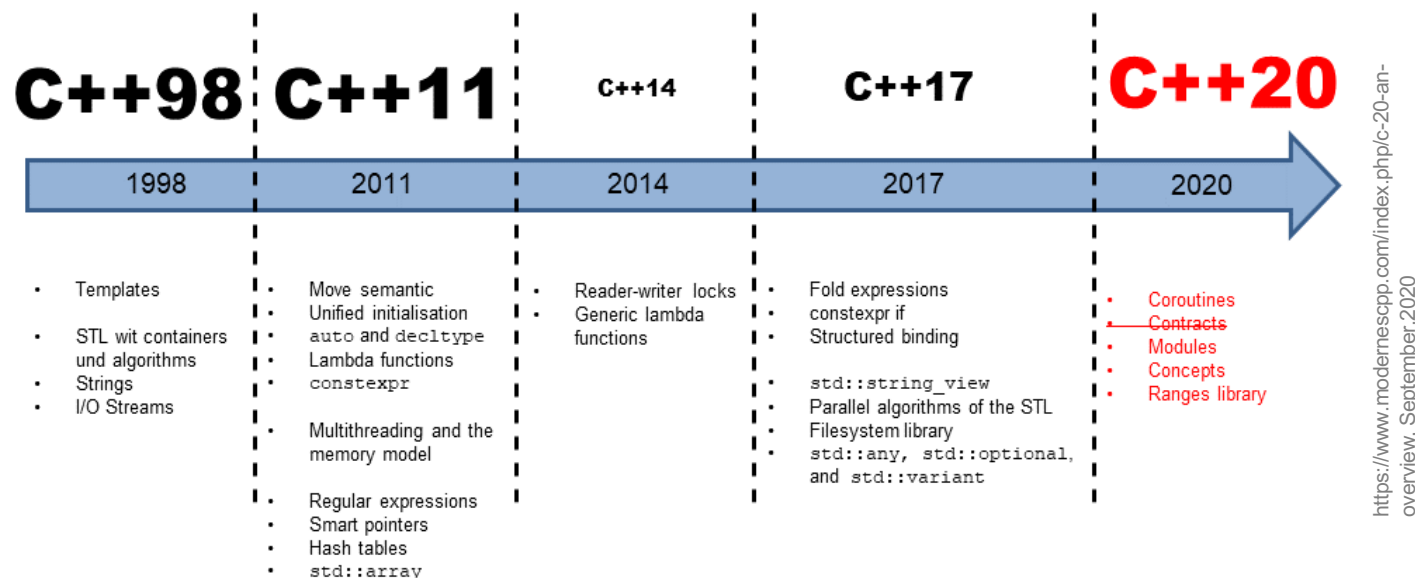 C++98
C++11
C++14
C++17
C++20
1998
2011
2014
2017
2020
Templates
STL wit containers
und algorithms
Strings
I/O Streams
Move semantic
Unified initialisation
auto and decltype
Lambda functions
constexpr
Multithreading and the
memory model
Regular expressions
Smart pointers
Hash tables
std::array
Reader-writer locks
Generic lambda
functions
Fold expressions
constexpr if
Structured binding
std::string_view
Parallel algorithms of the STL
Filesystem library
std::any, std::optional,
and std::variant
Coroutines
Contracts
Modules
Concepts
Ranges library
https://www.modernescpp.com/index.php/c-20-an-
overview. September.2020